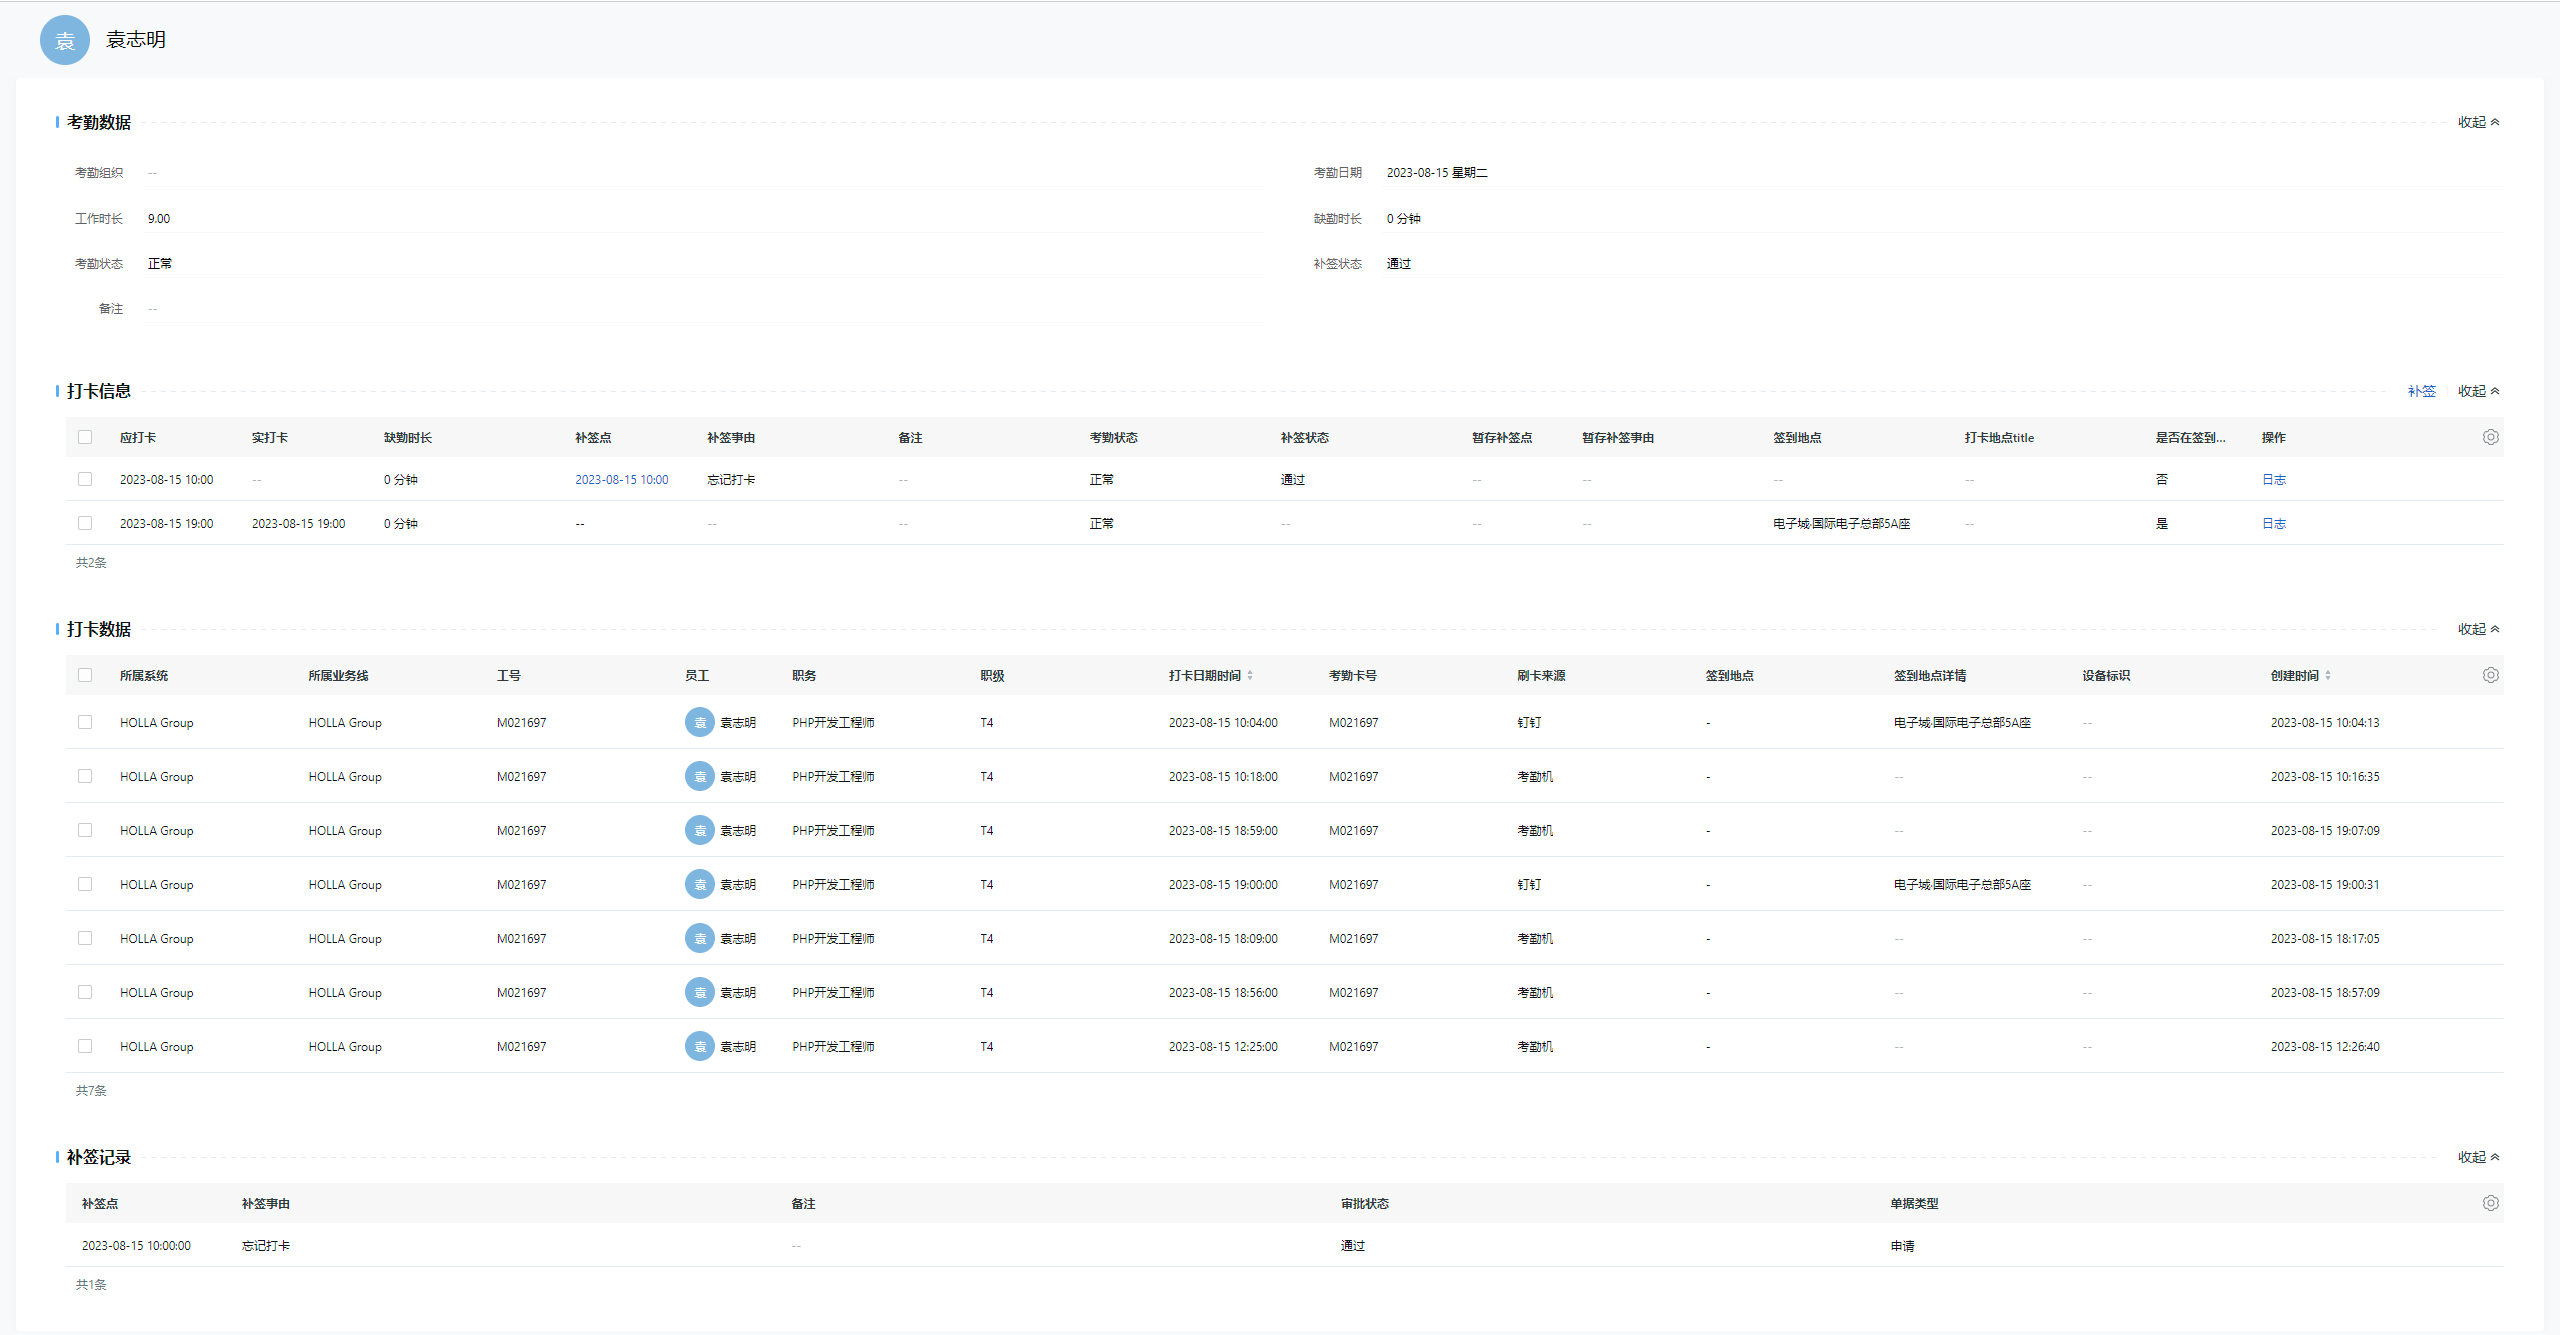 袁 袁志明
考勤数据 收起
考勤组织 -- 考勤日期 2023-08-15 星期二
工作时长 9.00 缺勤时长 0 分钟
考勤状态 正常 补签状态 通过
备注 --
打卡信息 补签 收起
应打卡 实打卡 缺勤时长 补签点 补签事由 备注 考勤状态 补签状态 暂存补签点 暂存补签事由 签到地点 打卡地点title 是否在签到... 操作
2023-08-15 10:00 -- 0 分钟 2023-08-15 10:00 忘记打卡 -- 正常 通过 -- -- -- -- 否 日志
2023-08-15 19:00 2023-08-15 19:00 0 分钟 -- -- -- 正常 -- -- -- 电子城·国际电子总部5A座 -- 是 日志
共2条
打卡数据 收起
所属系统 所属业务线 工号 员工 职务 职级 打卡日期时间 考勤卡号 刷卡来源 签到地点 签到地点详情 设备标识 创建时间
HOLLA Group HOLLA Group M021697 袁 袁志明 PHP开发工程师 T4 2023-08-15 10:04:00 M021697 钉钉 - 电子城·国际电子总部5A座 -- 2023-08-15 10:04:13
HOLLA Group HOLLA Group M021697 袁 袁志明 PHP开发工程师 T4 2023-08-15 10:18:00 M021697 考勤机 - -- -- 2023-08-15 10:16:35
HOLLA Group HOLLA Group M021697 袁 袁志明 PHP开发工程师 T4 2023-08-15 18:59:00 M021697 考勤机 - -- -- 2023-08-15 19:07:09
HOLLA Group HOLLA Group M021697 袁 袁志明 PHP开发工程师 T4 2023-08-15 19:00:00 M021697 钉钉 - 电子城·国际电子总部5A座 -- 2023-08-15 19:00:31
HOLLA Group HOLLA Group M021697 袁 袁志明 PHP开发工程师 T4 2023-08-15 18:09:00 M021697 考勤机 - -- -- 2023-08-15 18:17:05
HOLLA Group HOLLA Group M021697 袁 袁志明 PHP开发工程师 T4 2023-08-15 18:56:00 M021697 考勤机 - -- -- 2023-08-15 18:57:09
HOLLA Group HOLLA Group M021697 袁 袁志明 PHP开发工程师 T4 2023-08-15 12:25:00 M021697 考勤机 - -- -- 2023-08-15 12:26:40
共7条
补签记录 收起
补签点 补签事由 备注 审批状态 单据类型
2023-08-15 10:00:00 忘记打卡 -- 通过 申请
共1条